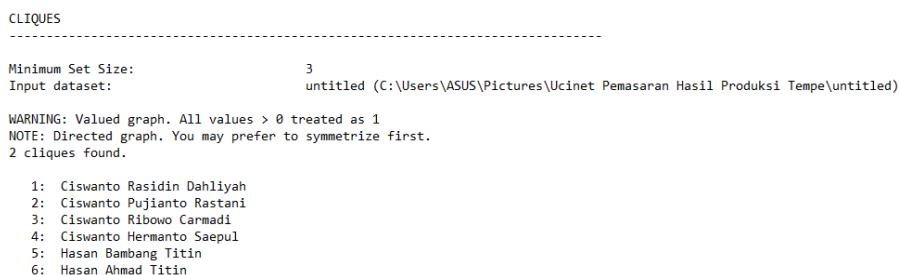 CLIQUES
--------------------------------------------------------------------------------
Minimum Set Size: 3
Input dataset: untitled (C:\Users\ASUS\Pictures\Ucinet Pemasaran Hasil Produksi Tempe\untitled)
WARNING: Valued graph. All values > 0 treated as 1
NOTE: Directed graph. You may prefer to symmetrize first.
2 cliques found.
1: Ciswanto Rasidin Dahliyah
2: Ciswanto Pujianto Rastani
3: Ciswanto Ribowo Carmadi
4: Ciswanto Hermanto Saepul
5: Hasan Bambang Titin
6: Hasan Ahmad Titin